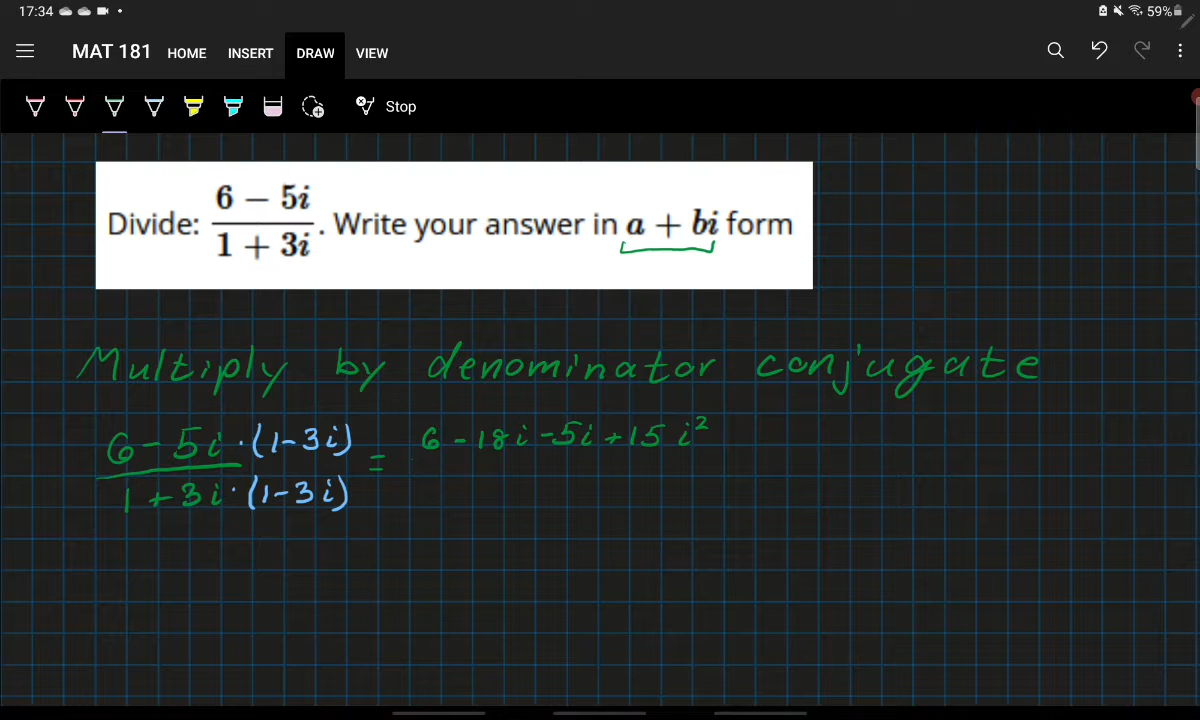 17:34 59%
MAT 181 HOME INSERT DRAW VIEW
Stop
Divide: (6 − 5i)/(1 + 3i). Write your answer in a + bi form
Multiply by denominator conjugate
6 - 5i · (1 - 3i) = 6 - 18i - 5i + 15i²
1 + 3i · (1 - 3i)